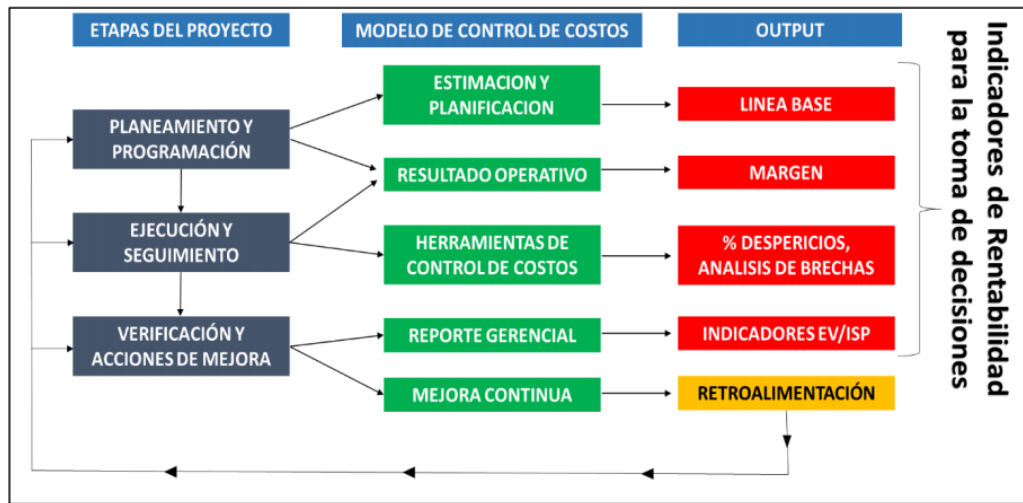 ETAPAS DEL PROYECTO
MODELO DE CONTROL DE COSTOS
OUTPUT
PLANEAMIENTO Y
PROGRAMACIÓN
EJECUCIÓN Y
SEGUIMIENTO
VERIFICACIÓN Y
ACCIONES DE MEJORA
ESTIMACION Y
PLANIFICACION
RESULTADO OPERATIVO
HERRAMIENTAS DE
CONTROL DE COSTOS
REPORTE GERENCIAL
MEJORA CONTINUA
LINEA BASE
MARGEN
% DESPERICIOS,
ANALISIS DE BRECHAS
INDICADORES EV/ISP
RETROALIMENTACIÓN
Indicadores de Rentabilidad
para la toma de decisiones